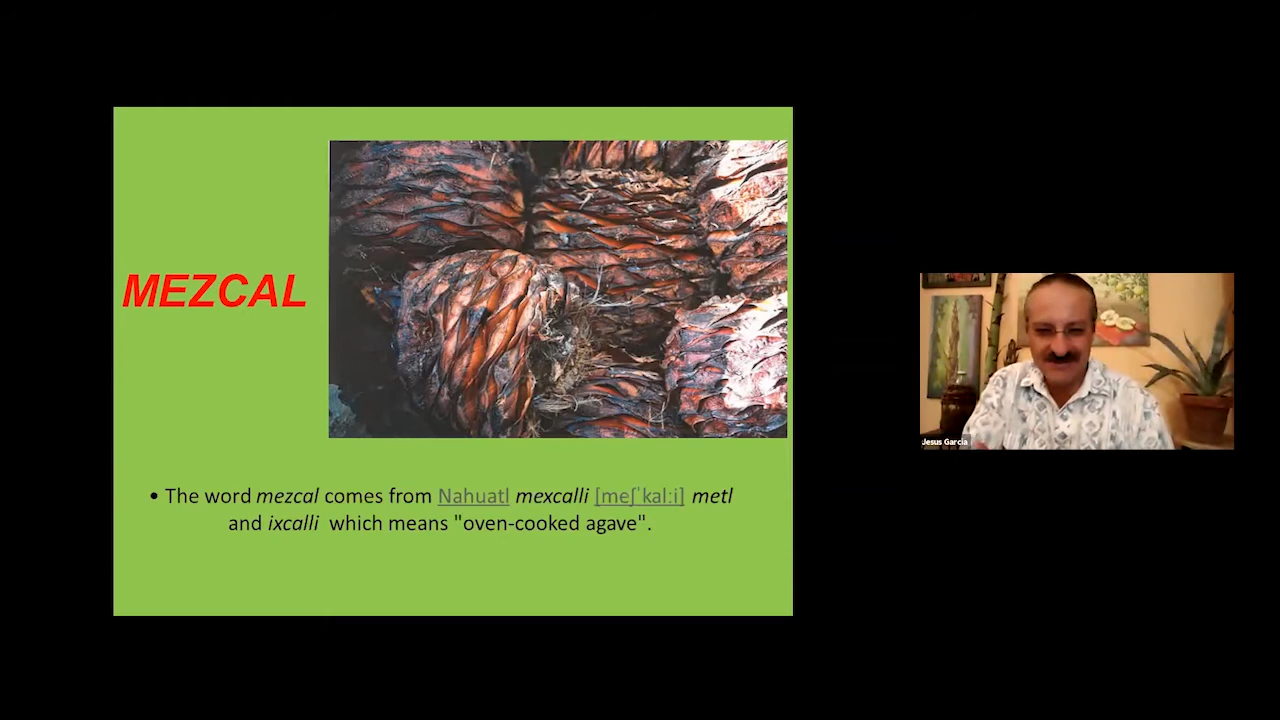 MEZCAL
• The word mezcal comes from Nahuatl mexcalli [meʃˈkalːi] metl
and ixcalli which means "oven-cooked agave".
Jesus Garcia